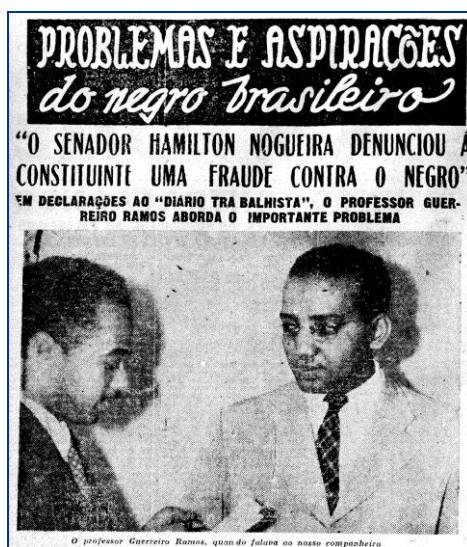 PROBLEMAS E ASPIRAÇÕES
do negro brasileiro
"O SENADOR HAMILTON NOGUEIRA DENUNCIOU À
CONSTITUINTE UMA FRAUDE CONTRA O NEGRO"
EM DECLARAÇÕES AO "DIÁRIO TRABALHISTA", O PROFESSOR GUER-
REIRO RAMOS ABORDA O IMPORTANTE PROBLEMA
O professor Guerreiro Ramos, quando falava ao nosso companheiro